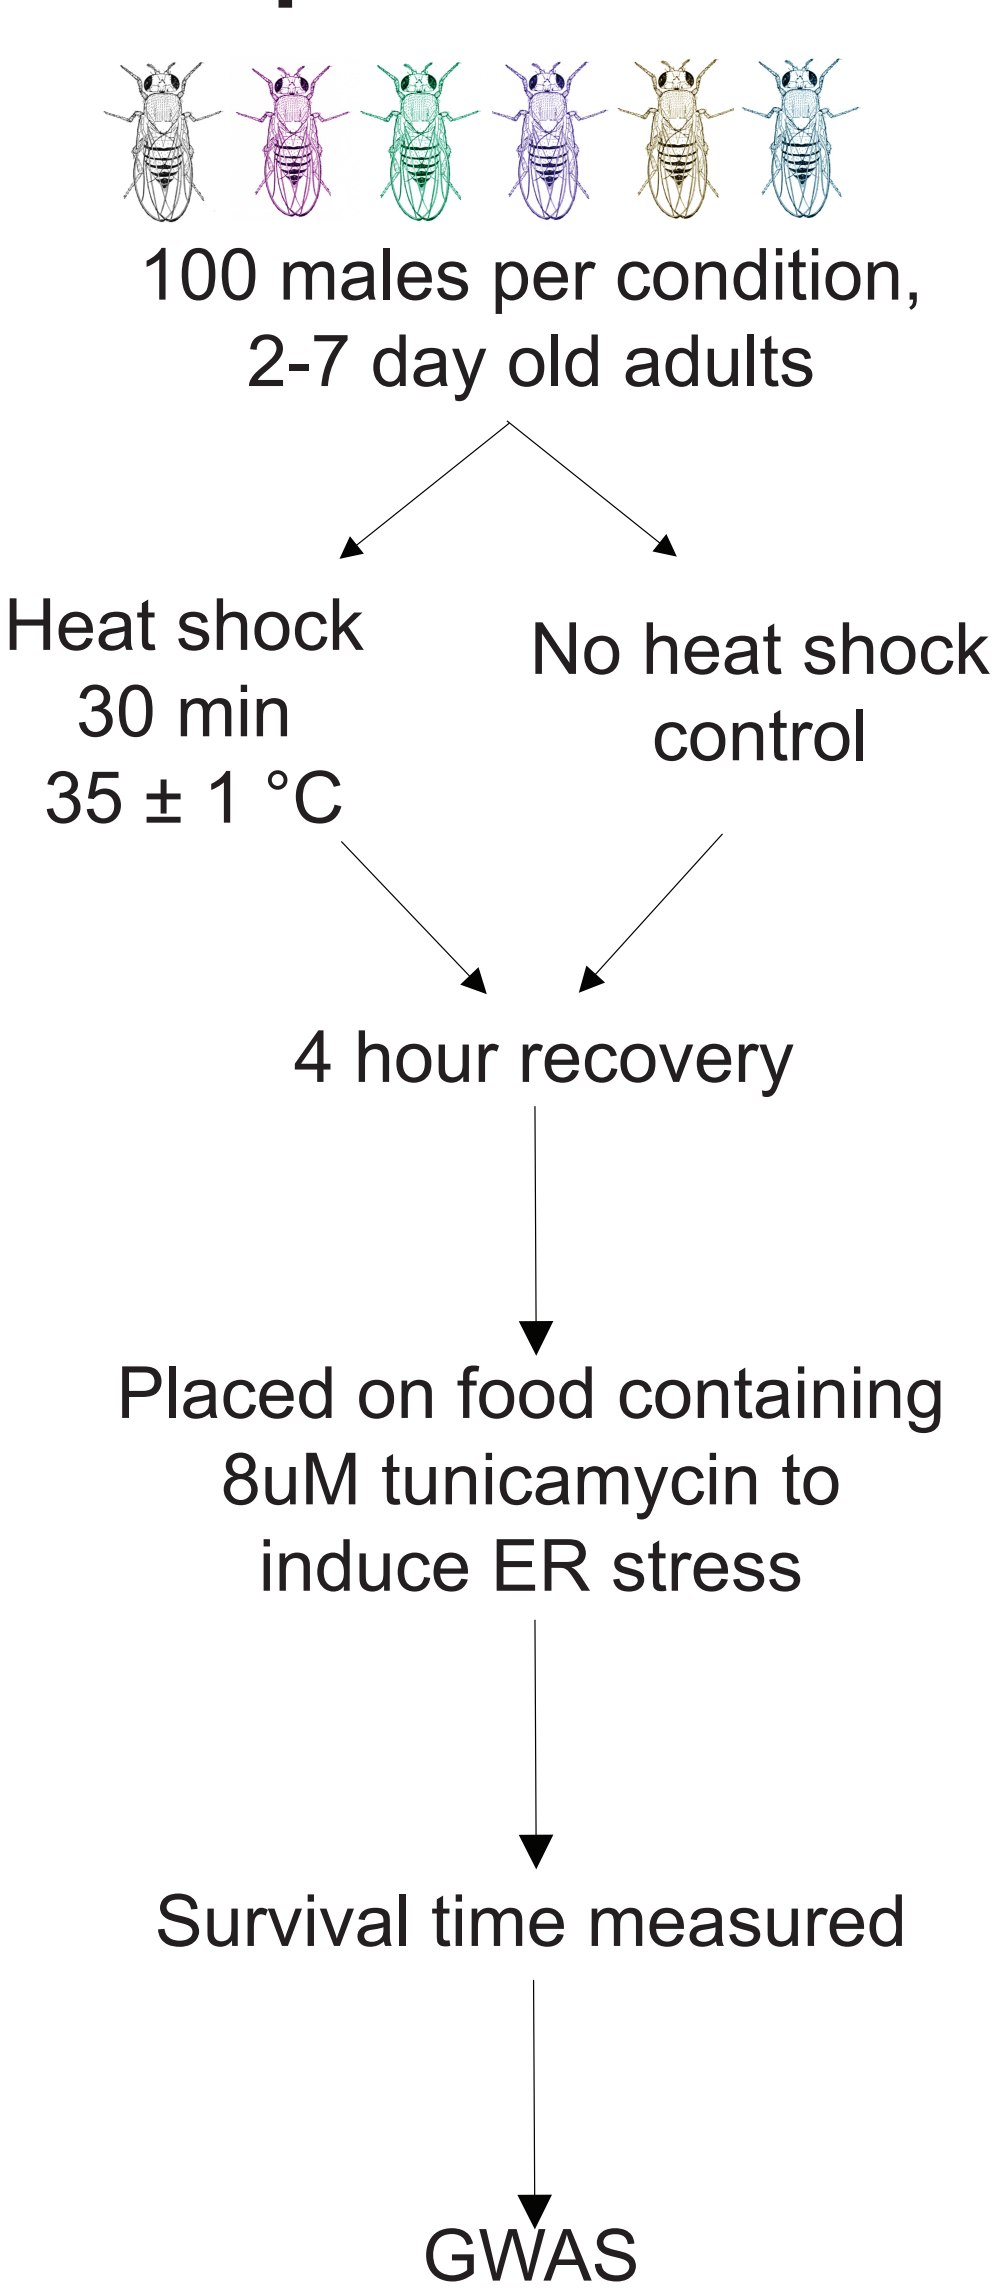 100 males per condition,
2-7 day old adults
Heat shock
30 min
35 ± 1 °C
No heat shock
control
4 hour recovery
Placed on food containing
8uM tunicamycin to
induce ER stress
Survival time measured
GWAS